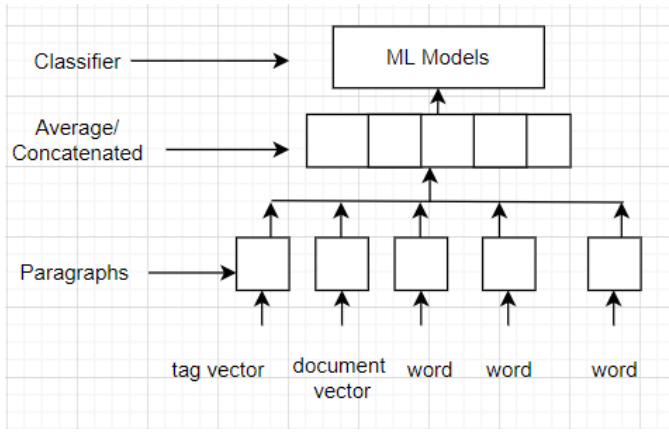 Classifier
ML Models
Average/
Concatenated
Paragraphs
tag vector
document
vector
word
word
word